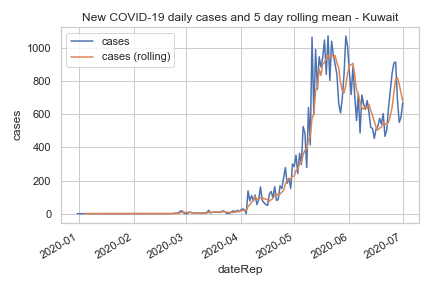 New COVID-19 daily cases and 5 day rolling mean - Kuwait
cases
cases (rolling)
1000
800
600
400
200
0
cases
2020-01
2020-02
2020-03
2020-04
2020-05
2020-06
2020-07
dateRep